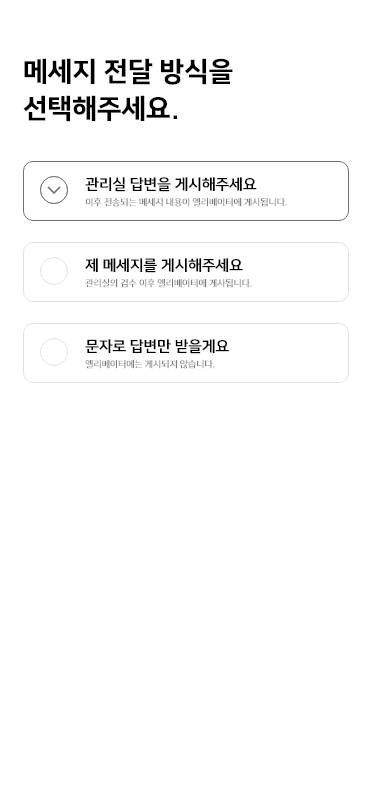 메세지 전달 방식을
선택해주세요.
관리실 답변을 게시해주세요
이후 전송되는 메세지 내용이 엘리베이터에 게시됩니다.
제 메세지를 게시해주세요
관리실의 검수 이후 엘리베이터에 게시됩니다.
문자로 답변만 받을게요
엘리베이터에는 게시되지 않습니다.